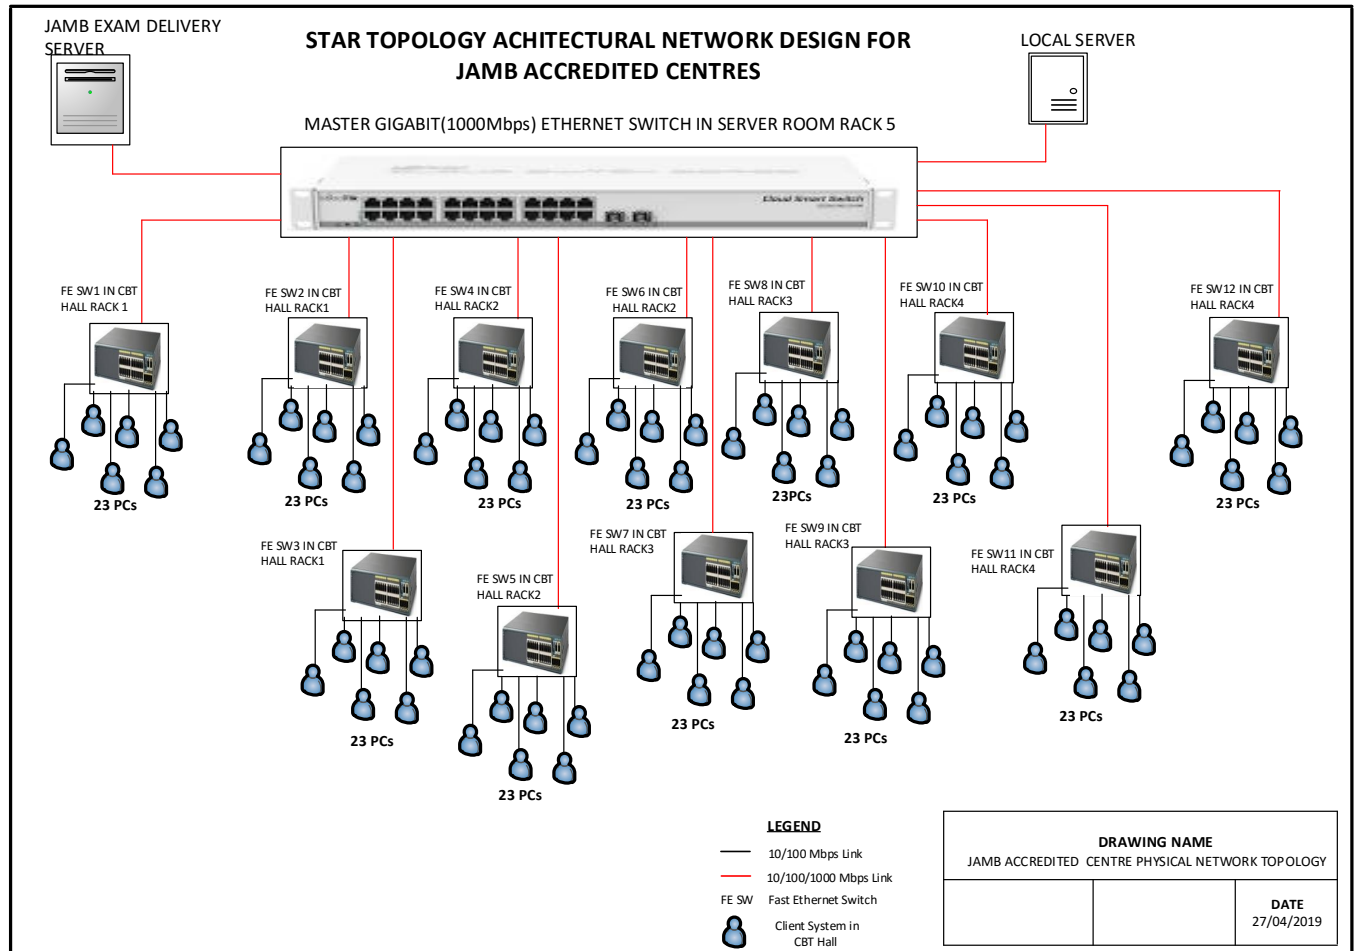 JAMB EXAM DELIVERY
SERVER
STAR TOPOLOGY ACHITECTURAL NETWORK DESIGN FOR
JAMB ACCREDITED CENTRES
LOCAL SERVER
MASTER GIGABIT(1000Mbps) ETHERNET SWITCH IN SERVER ROOM RACK 5
Cloud Smart Switch
FE SW1 IN CBT
HALL RACK 1
FE SW2 IN CBT
HALL RACK1
FE SW4 IN CBT
HALL RACK2
FE SW6 IN CBT
HALL RACK2
FE SW8 IN CBT
HALL RACK3
FE SW10 IN CBT
HALL RACK4
FE SW12 IN CBT
HALL RACK4
23 PCs
23 PCs
23 PCs
23 PCs
23PCs
23 PCs
23 PCs
FE SW3 IN CBT
HALL RACK1
FE SW5 IN CBT
HALL RACK2
FE SW7 IN CBT
HALL RACK3
FE SW9 IN CBT
HALL RACK3
FE SW11 IN CBT
HALL RACK4
23 PCs
23 PCs
23 PCs
23 PCs
23 PCs
LEGEND
10/100 Mbps Link
10/100/1000 Mbps Link
FE SW Fast Ethernet Switch
Client System in
CBT Hall
DRAWING NAME
JAMB ACCREDITED CENTRE PHYSICAL NETWORK TOPOLOGY
DATE
27/04/2019